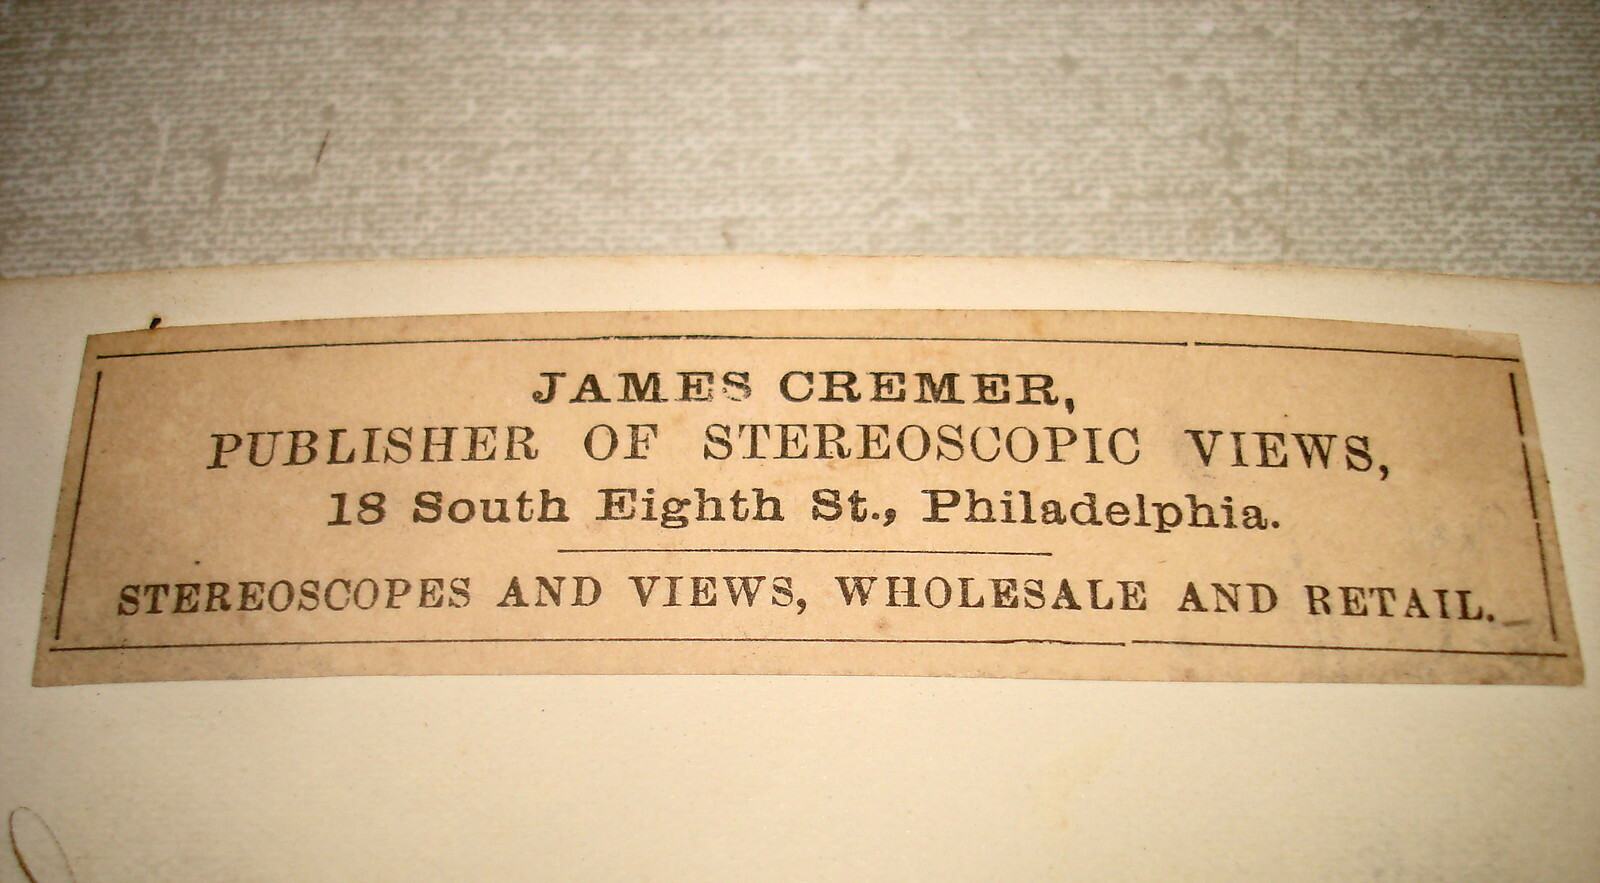 JAMES CREMER,
PUBLISHER OF STEREOSCOPIC VIEWS,
18 South Eighth St., Philadelphia.
STEREOSCOPES AND VIEWS, WHOLESALE AND RETAIL.